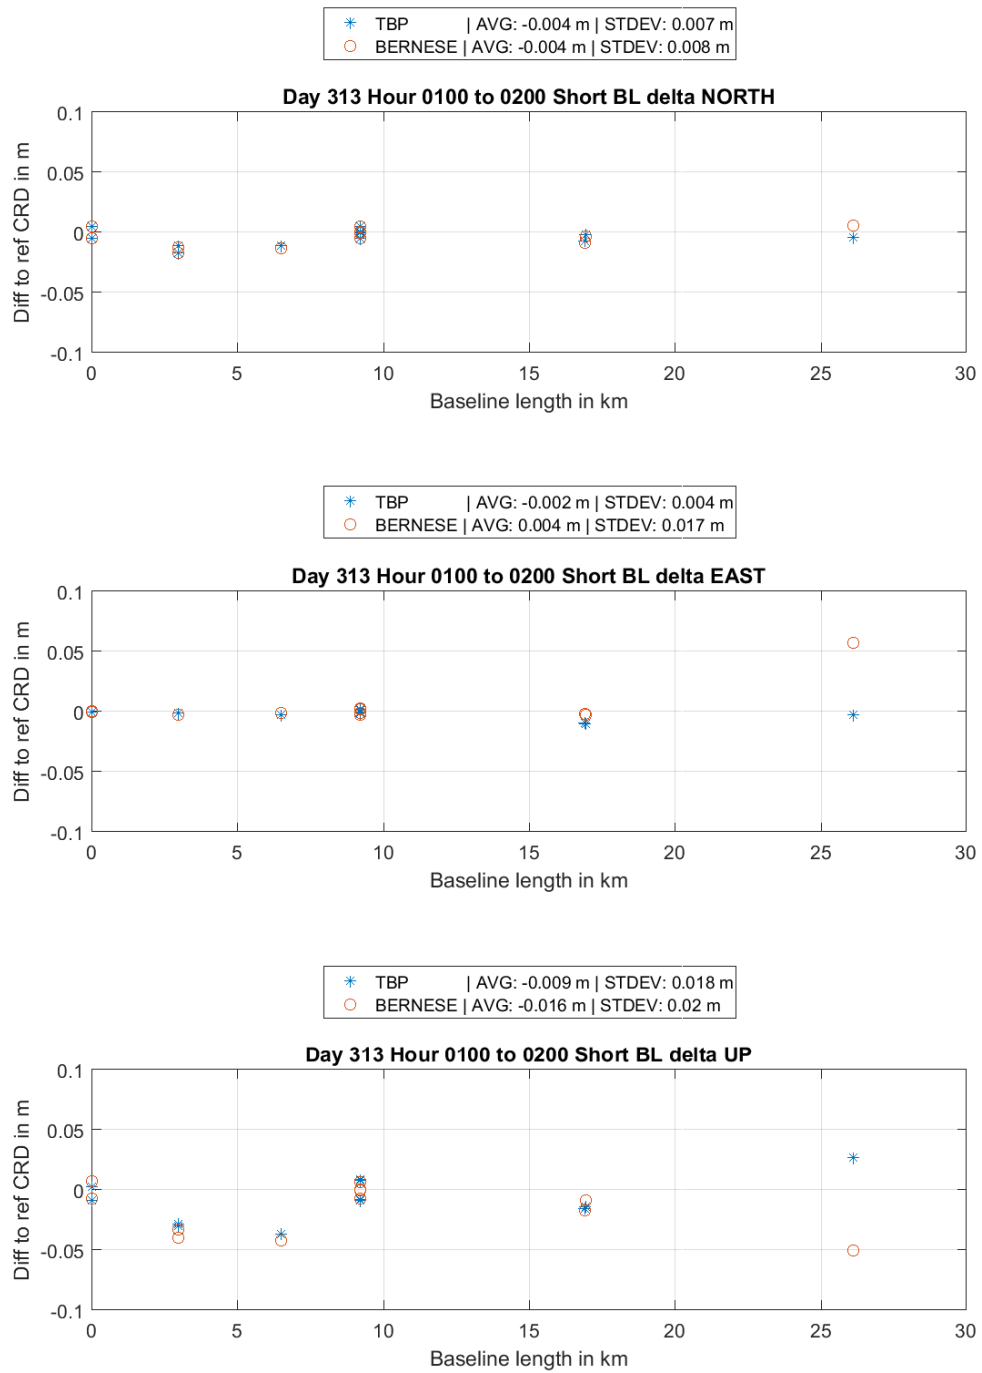 TBP | AVG: -0.004 m | STDEV: 0.007 m
BERNESE | AVG: -0.004 m | STDEV: 0.008 m
Day 313 Hour 0100 to 0200 Short BL delta NORTH
Diff to ref CRD in m
0.1
0.05
0
-0.05
-0.1
0 5 10 15 20 25 30
Baseline length in km
TBP | AVG: -0.002 m | STDEV: 0.004 m
BERNESE | AVG: 0.004 m | STDEV: 0.017 m
Day 313 Hour 0100 to 0200 Short BL delta EAST
Diff to ref CRD in m
0.1
0.05
0
-0.05
-0.1
0 5 10 15 20 25 30
Baseline length in km
TBP | AVG: -0.009 m | STDEV: 0.018 m
BERNESE | AVG: -0.016 m | STDEV: 0.02 m
Day 313 Hour 0100 to 0200 Short BL delta UP
Diff to ref CRD in m
0.1
0.05
0
-0.05
-0.1
0 5 10 15 20 25 30
Baseline length in km